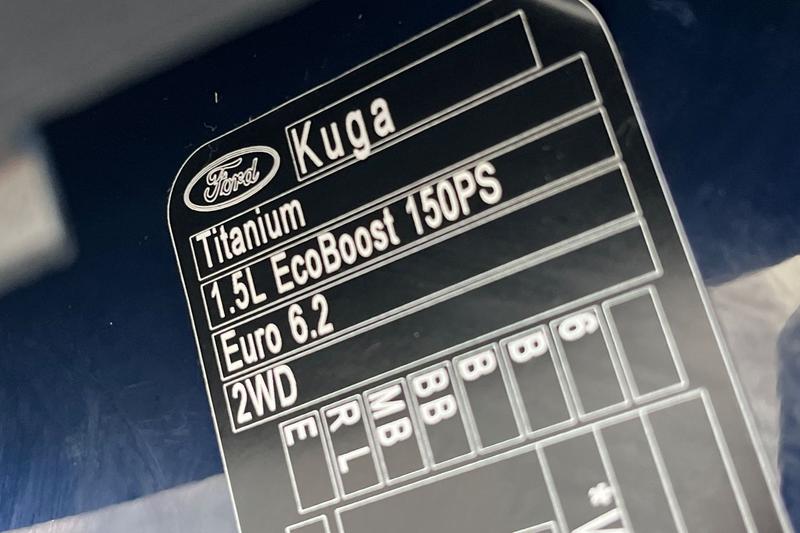 Ford
Kuga
Titanium
1.5L EcoBoost 150PS
Euro 6.2
2WD
E
R L
MB
BB
B
B
6